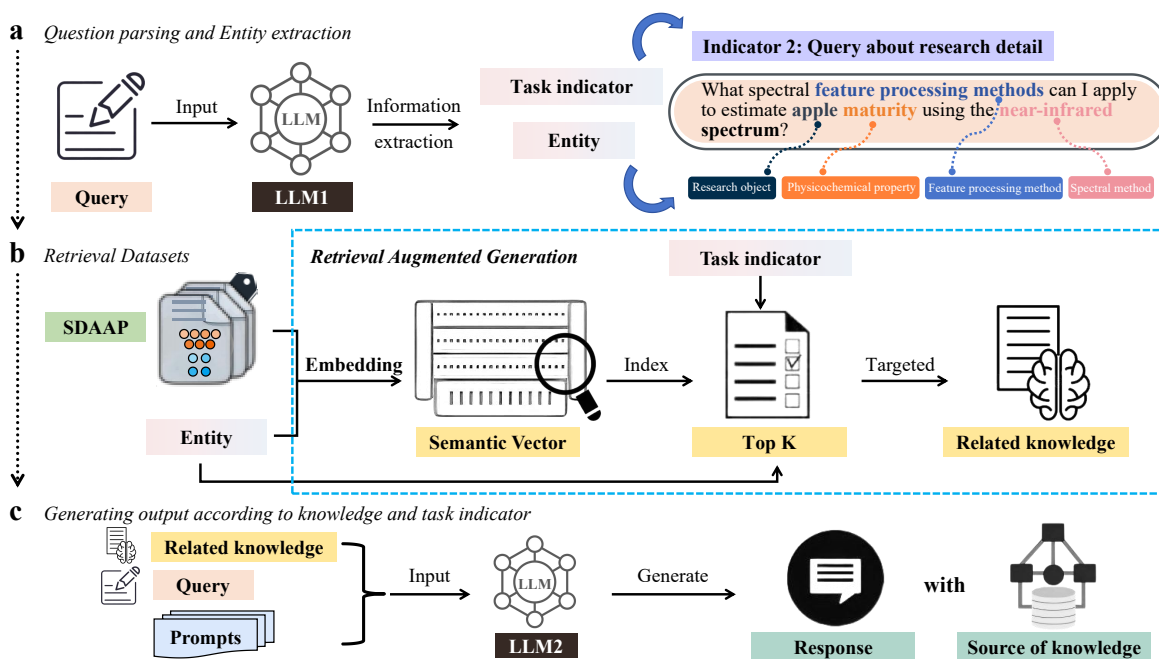 a Question parsing and Entity extraction
Input
LLM
Information
extraction
Query
LLM1
Task indicator
Entity
Indicator 2: Query about research detail
What spectral feature processing methods can I apply
to estimate apple maturity using the near-infrared
spectrum?
Research object
Physicochemical property
Feature processing method
Spectral method
b Retrieval Datasets
Retrieval Augmented Generation
Task indicator
SDAAP
Embedding
Index
Targeted
Entity
Semantic Vector
Top K
Related knowledge
c Generating output according to knowledge and task indicator
Related knowledge
Query
Prompts
Input
LLM
LLM2
Generate
Response
with
Source of knowledge